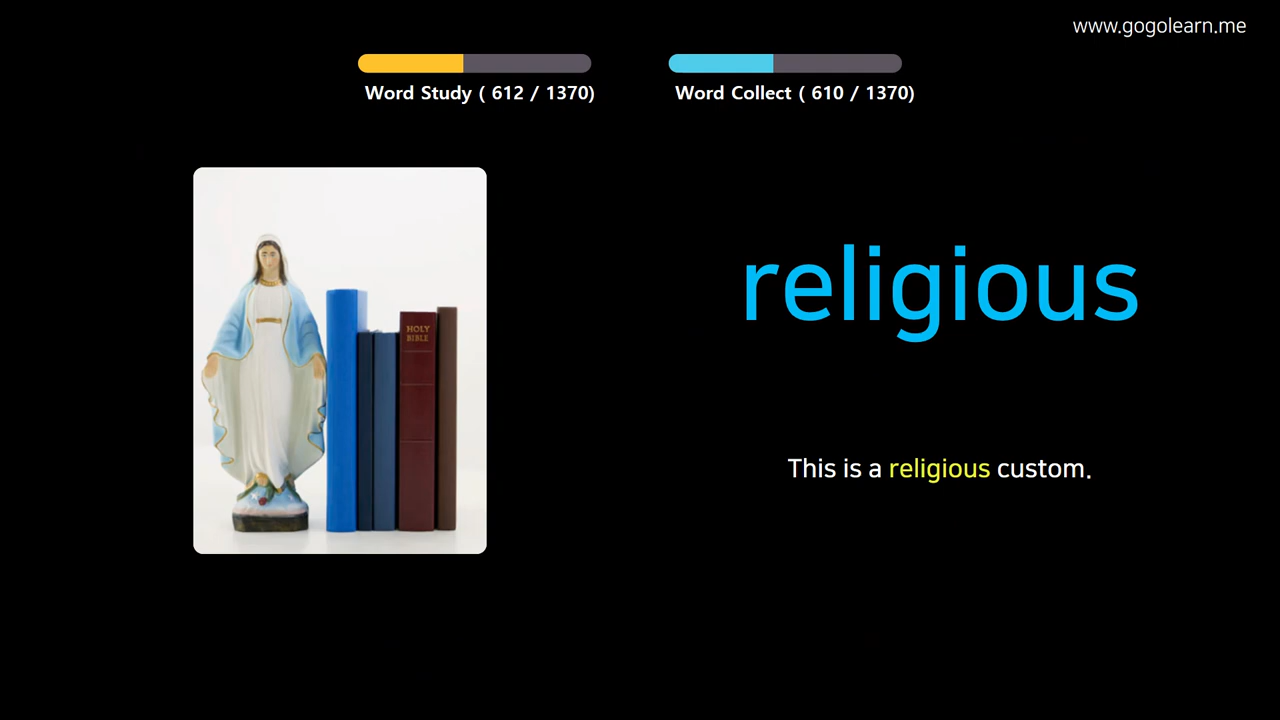 www.gogolearn.me
Word Study ( 612 / 1370)
Word Collect ( 610 / 1370)
HOLY
BIBLE
religious
This is a religious custom.